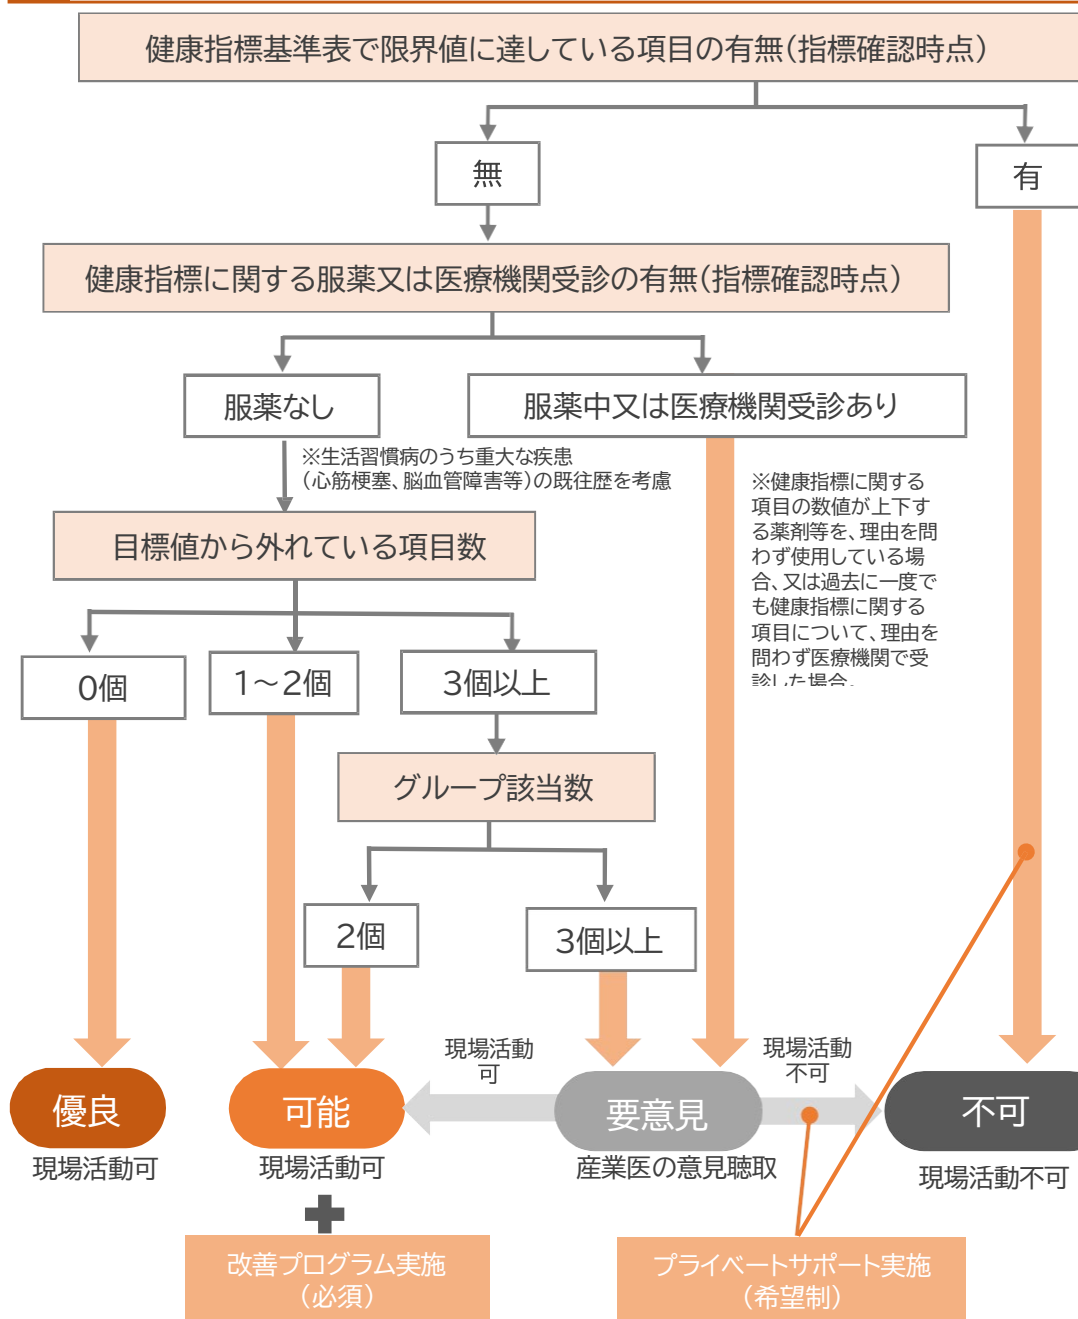 健康指標基準表で限界値に達している項目の有無(指標確認時点)
無
有
健康指標に関する服薬又は医療機関受診の有無(指標確認時点)
服薬なし
服薬中又は医療機関受診あり
※生活習慣病のうち重大な疾患
(心筋梗塞、脳血管障害等)の既往歴を考慮
※健康指標に関する
項目の数値が上下す
る薬剤等を、理由を問
わず使用している場
合、又は過去に一度で
も健康指標に関する
項目について、理由を
問わず医療機関で受
診した場合。
目標値から外れている項目数
0個
1～2個
3個以上
グループ該当数
2個
3個以上
現場活動
可
現場活動
不可
優良
可能
要意見
不可
現場活動可
現場活動可
産業医の意見聴取
現場活動不可
改善プログラム実施
(必須)
プライベートサポート実施
(希望制)